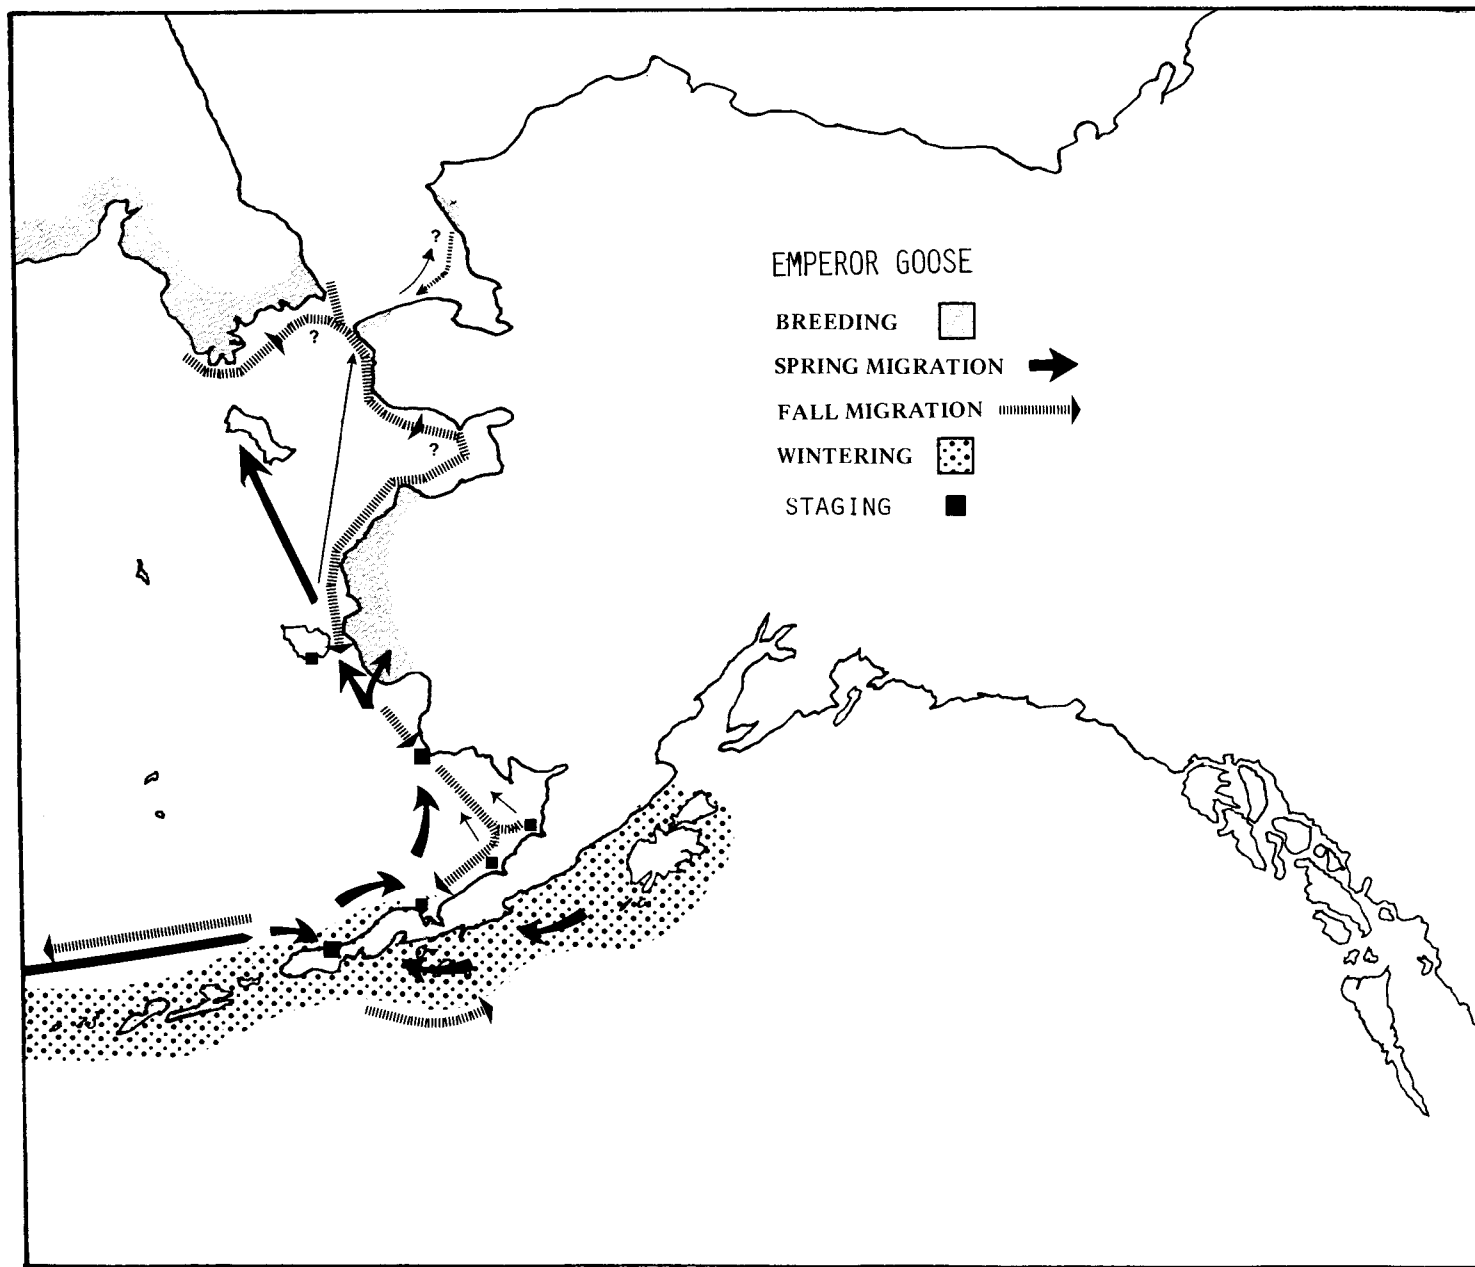 ?
EMPEROR GOOSE
BREEDING
?
SPRING MIGRATION
FALL MIGRATION
?
WINTERING
STAGING